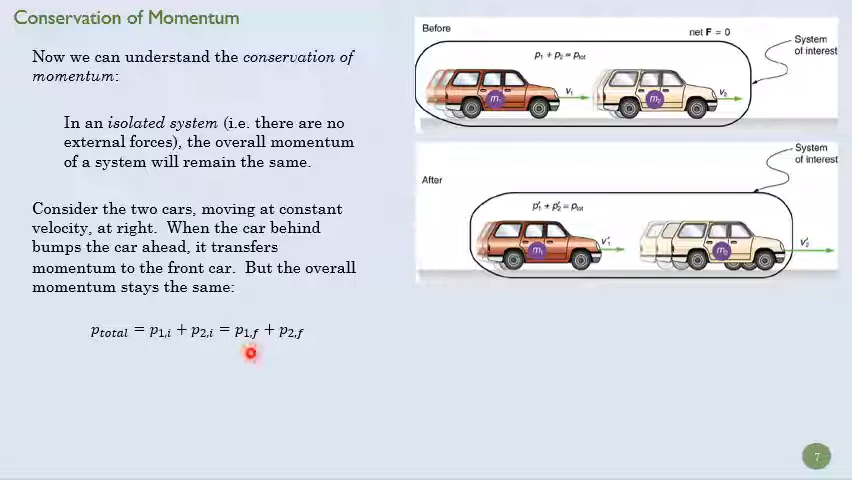 Conservation of Momentum
Now we can understand the conservation of
momentum:
In an isolated system (i.e. there are no
external forces), the overall momentum
of a system will remain the same.
Consider the two cars, moving at constant
velocity, at right. When the car behind
bumps the car ahead, it transfers
momentum to the front car. But the overall
momentum stays the same:
p_total = p_1,i + p_2,i = p_1,f + p_2,f
Before
net F = 0
System
of interest
p₁ + p₂ = p_tot
v₁
v₂
m₁
m₂
System
of interest
After
p′₁ + p′₂ = p_tot
v′₁
v′₂
m₁
m₂
7